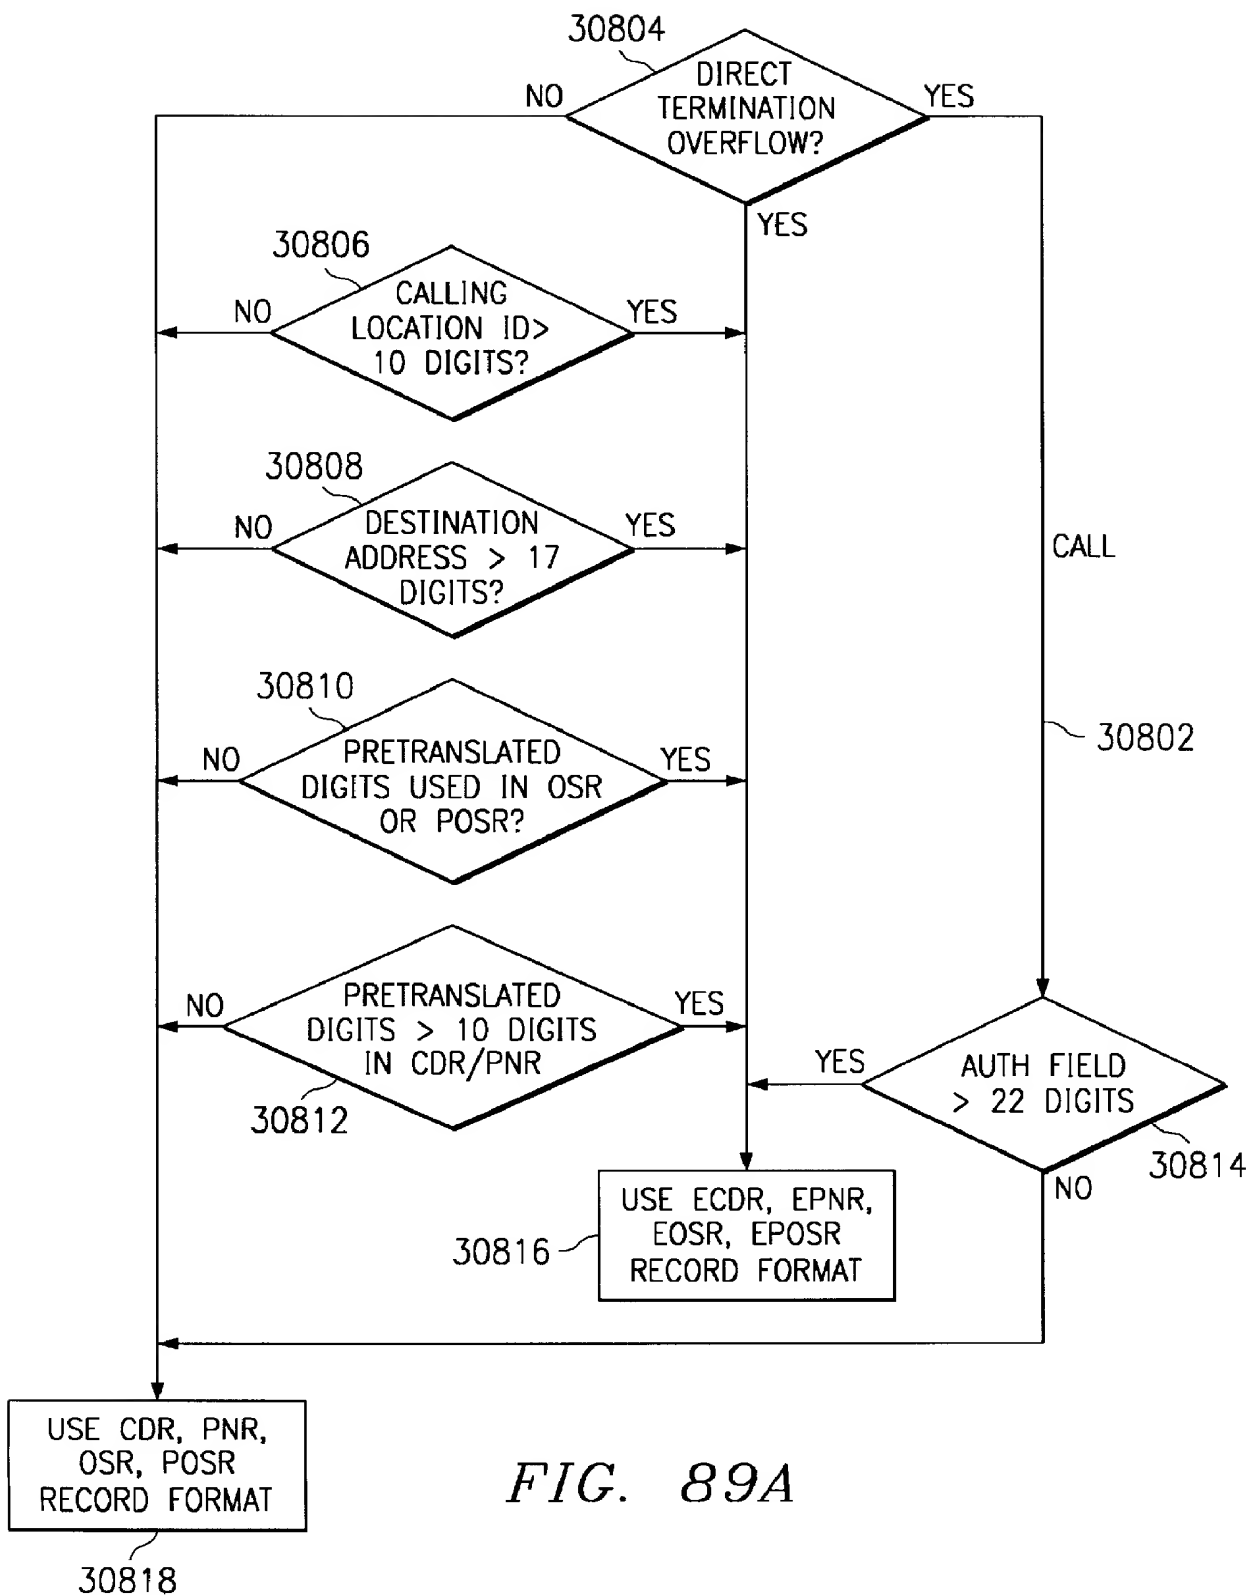 30804
DIRECT
TERMINATION
OVERFLOW?
NO
YES
YES
30806
CALLING
LOCATION ID>
10 DIGITS?
NO
YES
30808
DESTINATION
ADDRESS > 17
DIGITS?
NO
YES
CALL
30810
PRETRANSLATED
DIGITS USED IN OSR
OR POSR?
NO
YES
30802
PRETRANSLATED
DIGITS > 10 DIGITS
IN CDR/PNR
NO
YES
30812
AUTH FIELD
> 22 DIGITS
YES
30814
NO
USE ECDR, EPNR,
EOSR, EPOSR
RECORD FORMAT
30816
USE CDR, PNR,
OSR, POSR
RECORD FORMAT
30818
FIG. 89A